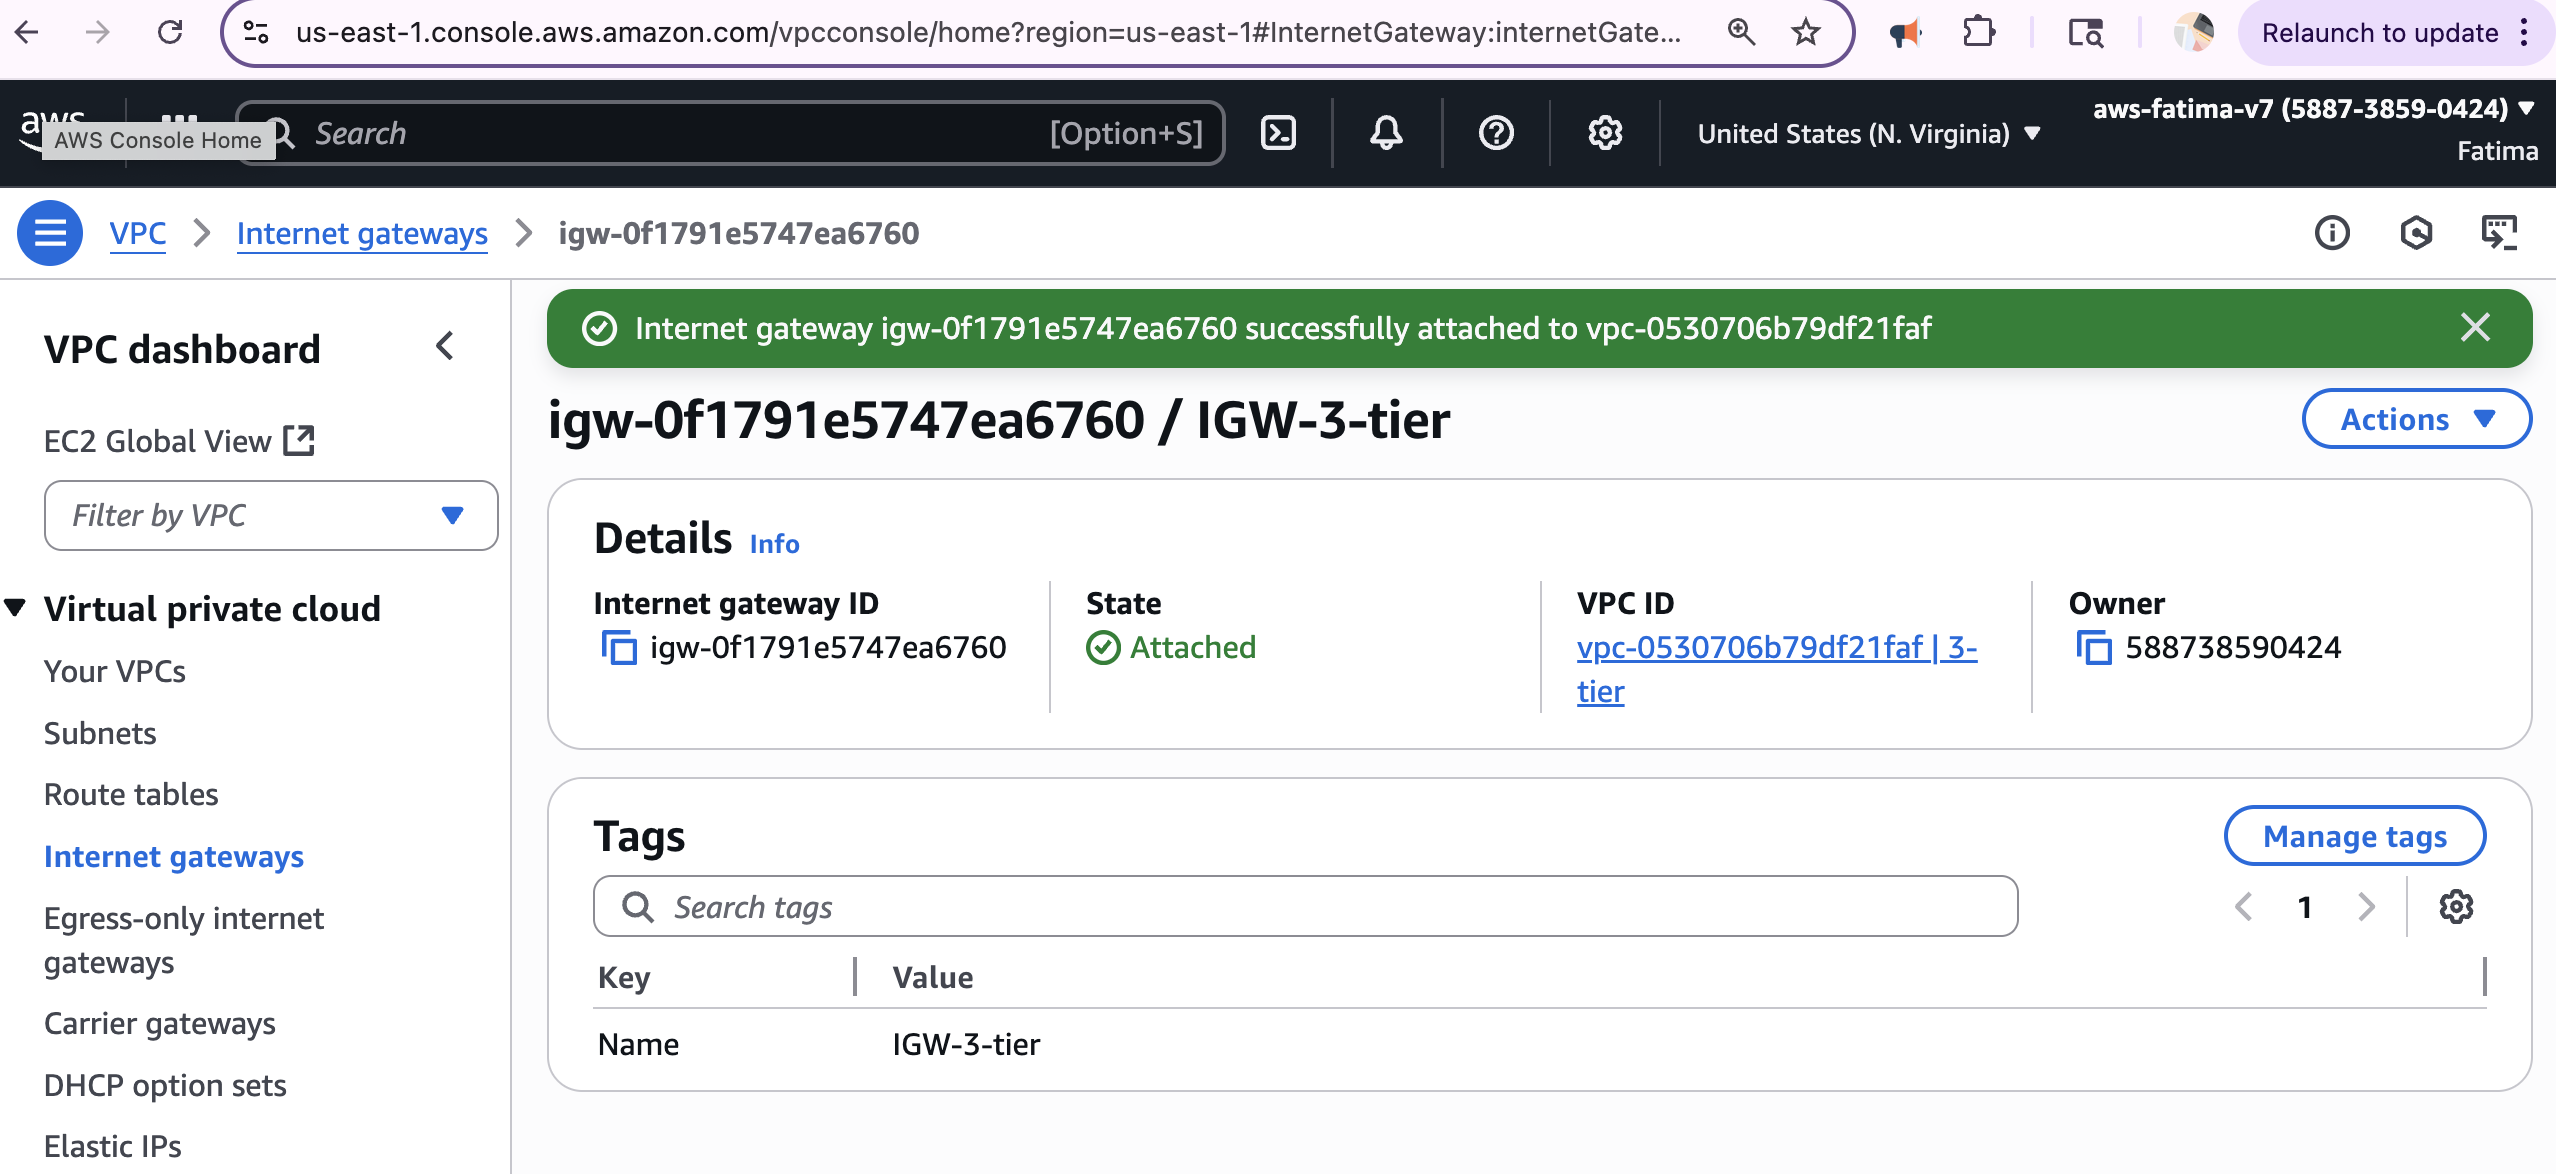 us-east-1.console.aws.amazon.com/vpcconsole/home?region=us-east-1#InternetGateway:internetGate...
Relaunch to update
aws
AWS Console Home
Search
[Option+S]
United States (N. Virginia)
aws-fatima-v7 (5887-3859-0424)
Fatima
VPC
Internet gateways
igw-0f1791e5747ea6760
VPC dashboard
EC2 Global View
Filter by VPC
Virtual private cloud
Your VPCs
Subnets
Route tables
Internet gateways
Egress-only internet
gateways
Carrier gateways
DHCP option sets
Elastic IPs
Internet gateway igw-0f1791e5747ea6760 successfully attached to vpc-0530706b79df21faf
igw-0f1791e5747ea6760 / IGW-3-tier
Actions
Details Info
Internet gateway ID
igw-0f1791e5747ea6760
State
Attached
VPC ID
vpc-0530706b79df21faf | 3-
tier
Owner
588738590424
Tags
Manage tags
Search tags
1
Key
Value
Name
IGW-3-tier